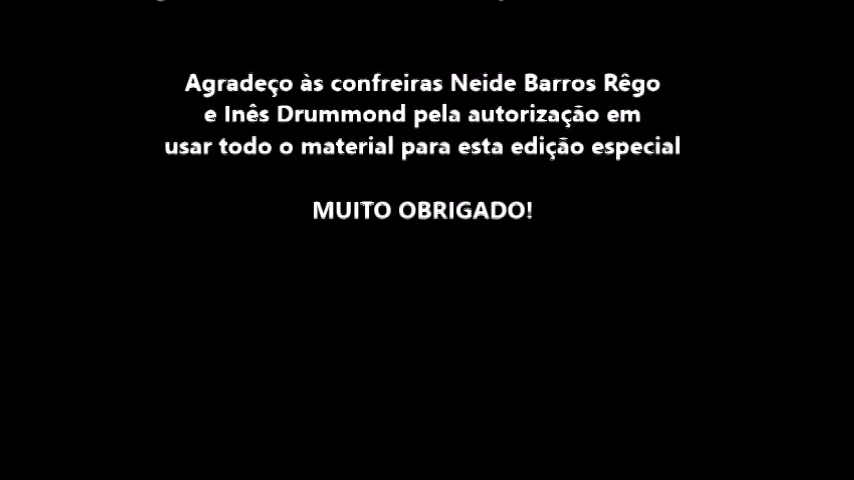 Agradeço às confreiras Neide Barros Rêgo
e Inês Drummond pela autorização em
usar todo o material para esta edição especial
MUITO OBRIGADO!